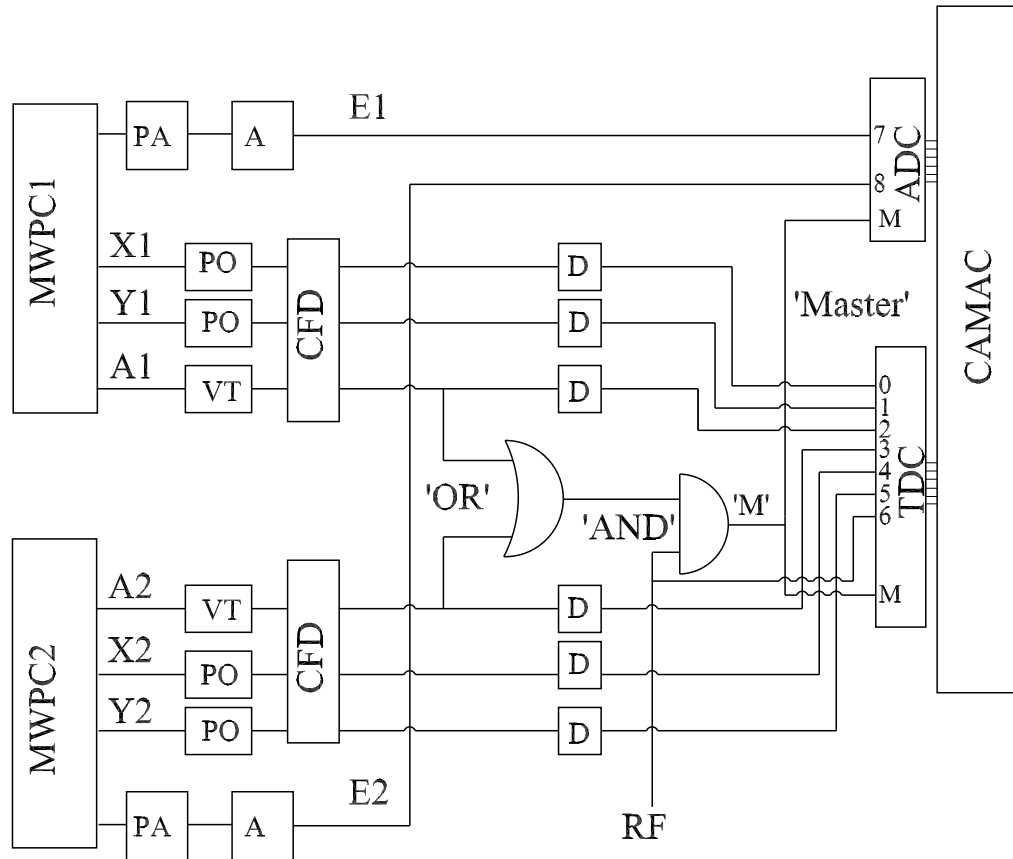 E1
PA
A
7
8
M
ADC
MWPC1
X1
PO
D
Y1
PO
D
A1
VT
D
CFD
'Master'
CAMAC
0
1
2
3
4
5
6
M
TDC
'OR'
'AND'
'M'
A2
VT
D
X2
PO
D
Y2
PO
D
CFD
MWPC2
E2
PA
A
RF